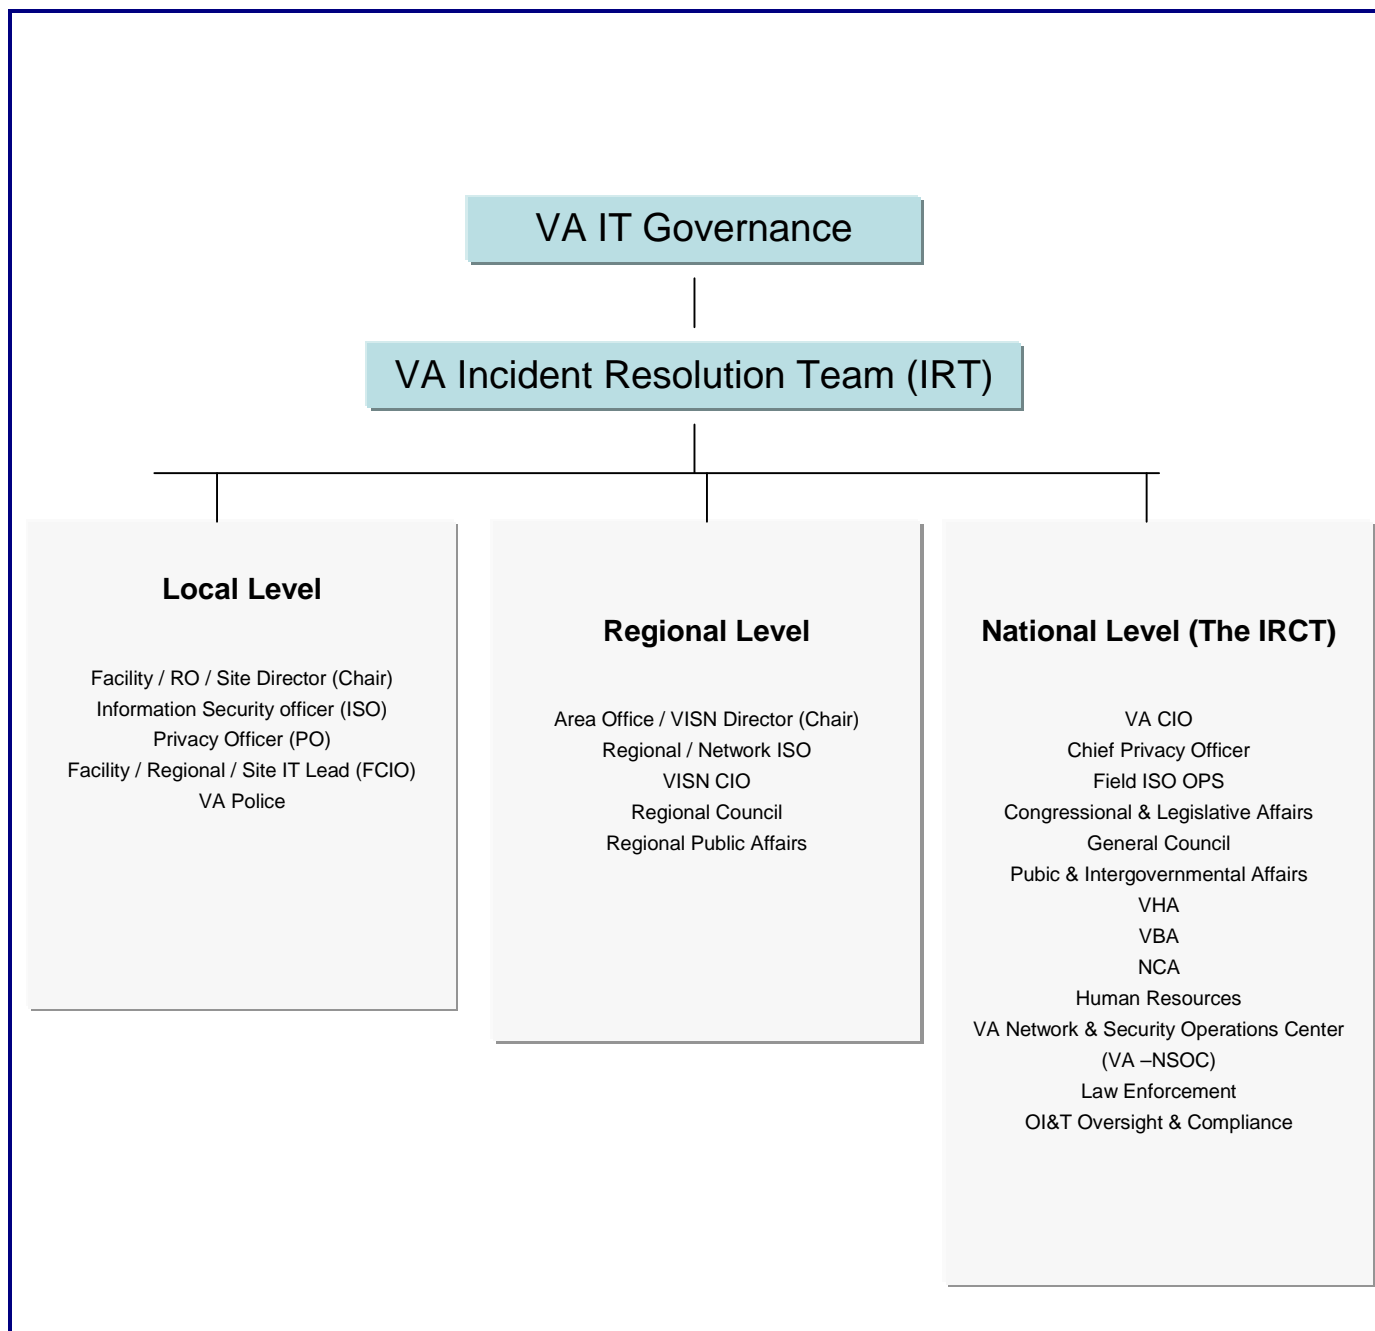 VA IT Governance
VA Incident Resolution Team (IRT)
Local Level
Facility / RO / Site Director (Chair)
Information Security officer (ISO)
Privacy Officer (PO)
Facility / Regional / Site IT Lead (FCIO)
VA Police
Regional Level
Area Office / VISN Director (Chair)
Regional / Network ISO
VISN CIO
Regional Council
Regional Public Affairs
National Level (The IRCT)
VA CIO
Chief Privacy Officer
Field ISO OPS
Congressional & Legislative Affairs
General Council
Pubic & Intergovernmental Affairs
VHA
VBA
NCA
Human Resources
VA Network & Security Operations Center
(VA –NSOC)
Law Enforcement
OI&T Oversight & Compliance